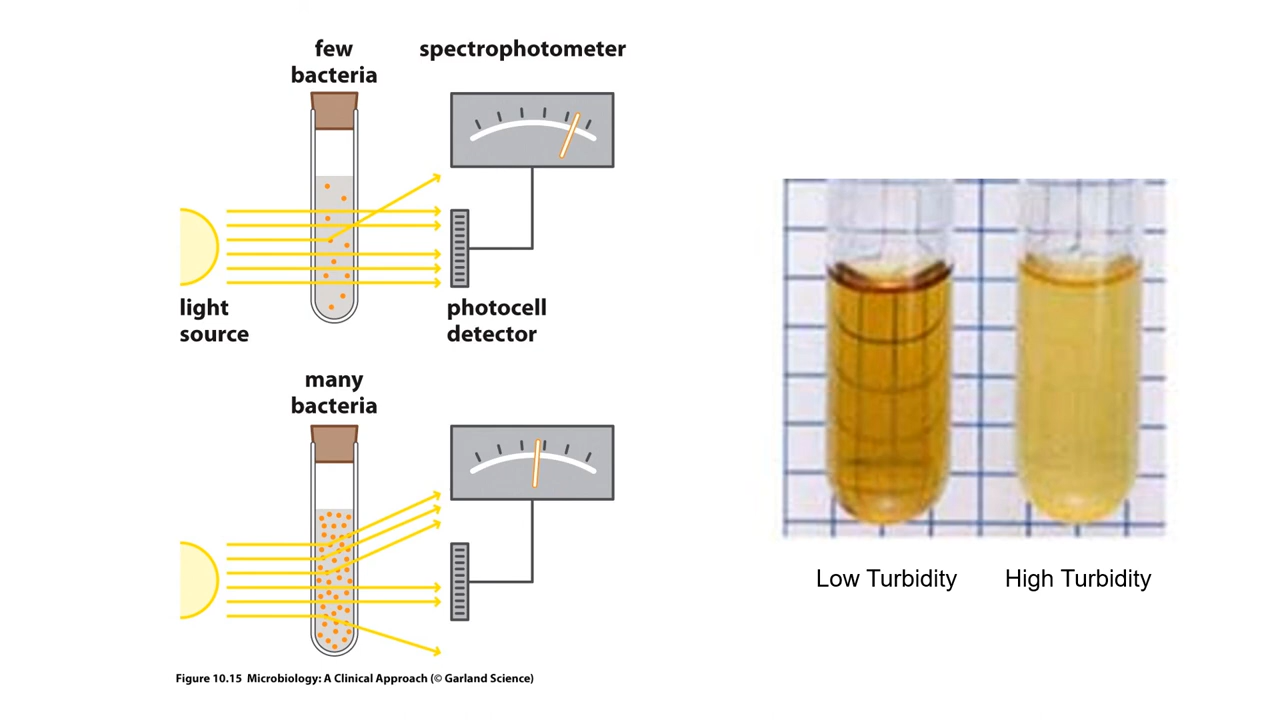 few
bacteria
spectrophotometer
light
source
photocell
detector
many
bacteria
Low Turbidity
High Turbidity
Figure 10.15 Microbiology: A Clinical Approach (© Garland Science)